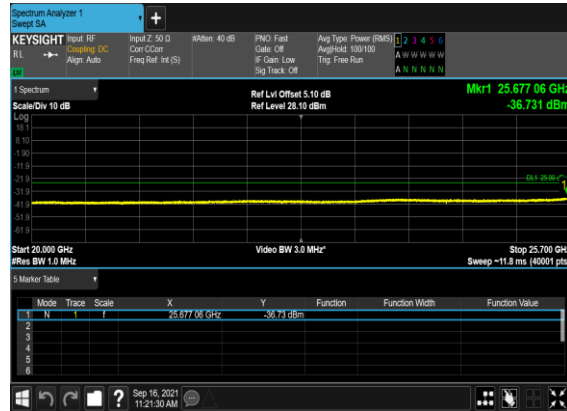 Spectrum Analyzer 1
Swept SA
KEYSIGHT Input: RF Input Z: 50 Ω #Atten: 40 dB PNO: Fast Avg Type: Power (RMS) 1 2 3 4 5 6
RL Coupling: DC Corr CCorr Gate: Off Avg|Hold: 100/100 A W W W W W
Align: Auto Freq Ref: Int (S) IF Gain: Low Trig: Free Run
Sig Track: Off A N N N N N
1 Spectrum Ref Lvl Offset 5.10 dB Mkr1 25.677 06 GHz
Scale/Div 10 dB Ref Level 28.10 dBm -36.731 dBm
Log
18.1
8.10
-1.90
-11.9
-21.9
DL1 -25.00
1
-31.9
-41.9
-51.9
-61.9
Start 20.000 GHz Video BW 3.0 MHz* Stop 25.700 GHz
#Res BW 1.0 MHz Sweep ~11.8 ms (40001 pts)
5 Marker Table
Mode Trace Scale X Y Function Function Width Function Value
1 N 1 f 25.677 06 GHz -36.73 dBm
2
3
4
5
6
? Sep 16, 2021
11:21:30 AM